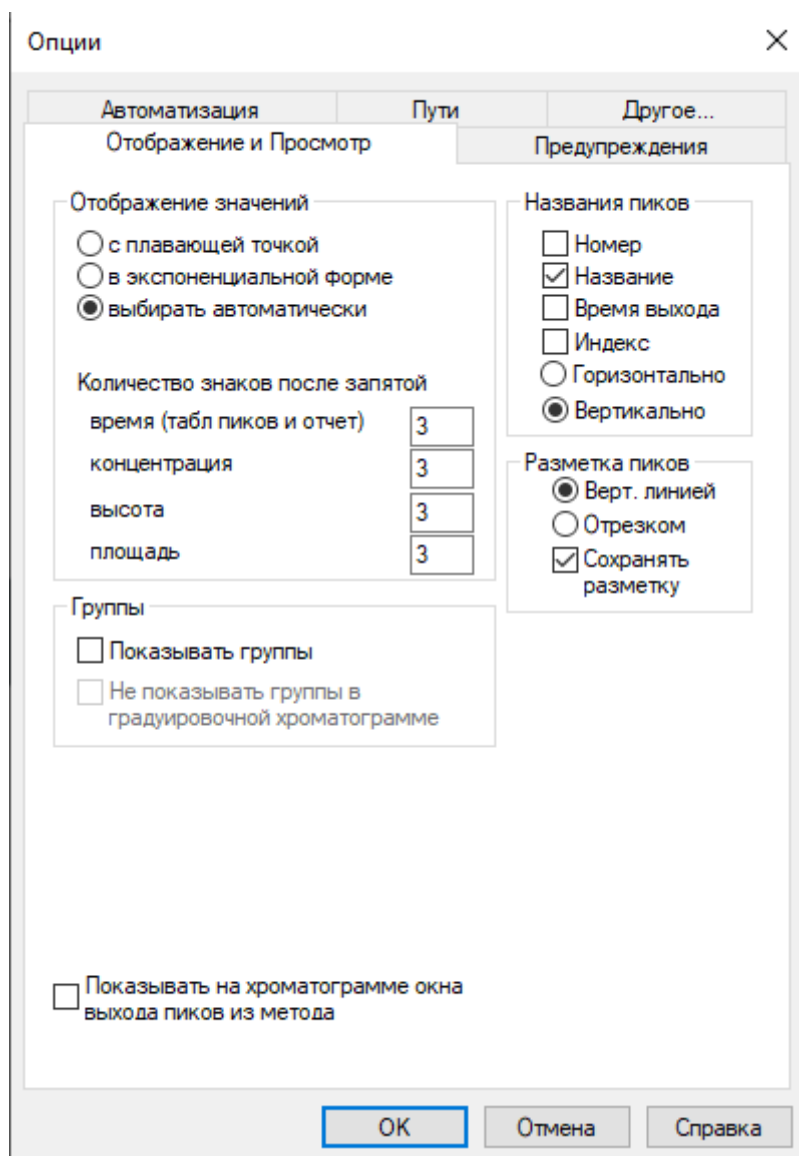 Опции
Автоматизация
Пути
Другое...
Отображение и Просмотр
Предупреждения
Отображение значений
с плавающей точкой
в экспоненциальной форме
выбирать автоматически
Количество знаков после запятой
время (табл пиков и отчет)
3
концентрация
3
высота
3
площадь
3
Названия пиков
Номер
Название
Время выхода
Индекс
Горизонтально
Вертикально
Разметка пиков
Верт. линией
Отрезком
Сохранять
разметку
Группы
Показывать группы
Не показывать группы в
градуировочной хроматограмме
Показывать на хроматограмме окна
выхода пиков из метода
OK
Отмена
Справка